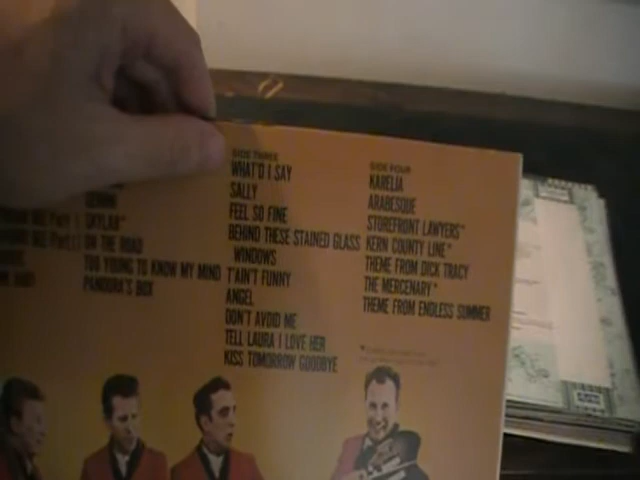 SKYLAB*
ON THE ROAD
TOO YOUNG TO KNOW MY MIND
PANDORA'S BOX
SIDE THREE
WHAT'D I SAY
SALLY
FEEL SO FINE
BEHIND THESE STAINED GLASS
WINDOWS
T'AIN'T FUNNY
ANGEL
DON'T AVOID ME
TELL LAURA I LOVE HER
KISS TOMORROW GOODBYE
SIDE FOUR
KARELIA
ARABESQUE
STOREFRONT LAWYERS*
KERN COUNTY LINE*
THEME FROM DICK TRACY
THE MERCENARY*
THEME FROM ENDLESS SUMMER